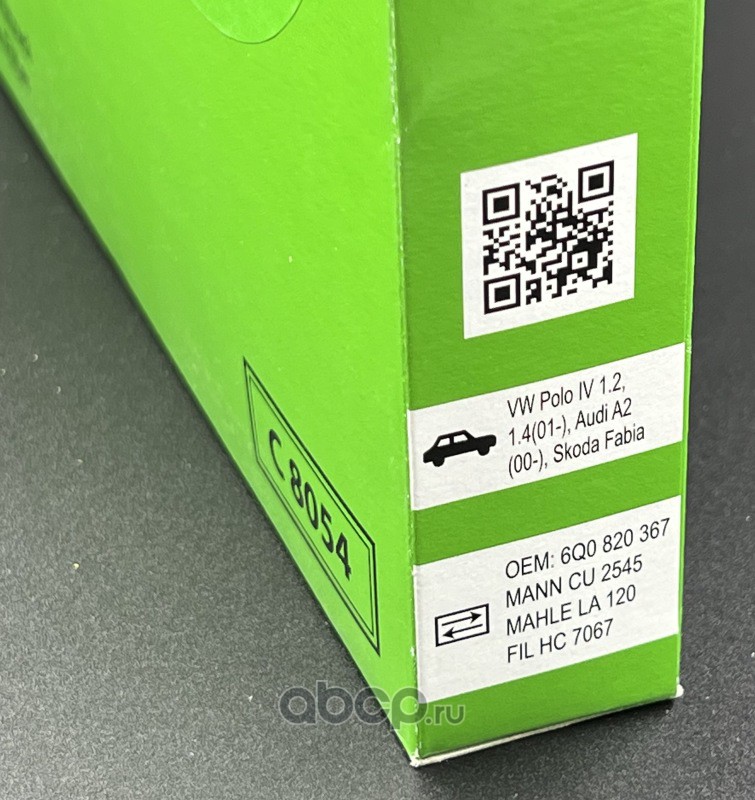 C 8054
VW Polo IV 1.2,
1.4(01-), Audi A2
(00-), Skoda Fabia
OEM: 6Q0 820 367
MANN CU 2545
MAHLE LA 120
FIL HC 7067
abcp.ru